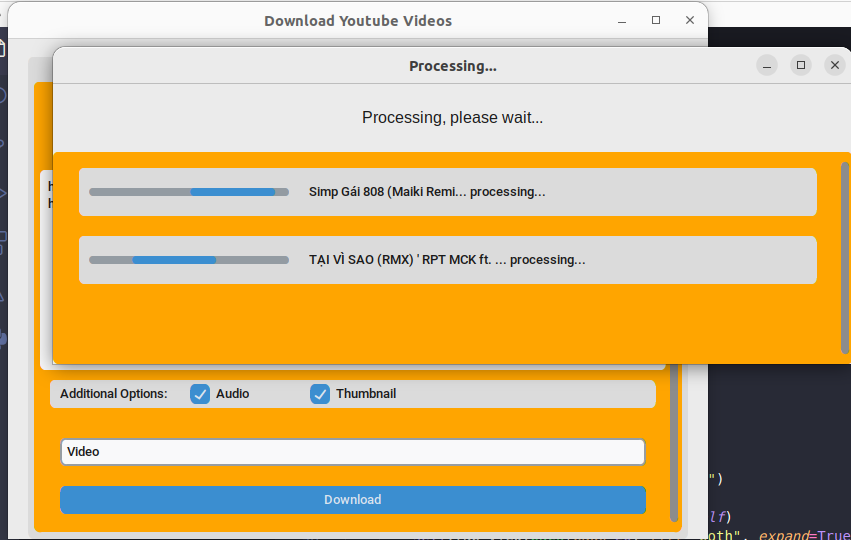 Download Youtube Videos
Processing...
Processing, please wait...
Simp Gái 808 (Maiki Remi... processing...
TẠI VÌ SAO (RMX) ' RPT MCK ft. ... processing...
h
h
Additional Options: Audio Thumbnail
Video
Download
")
lf)
oth", expand=True